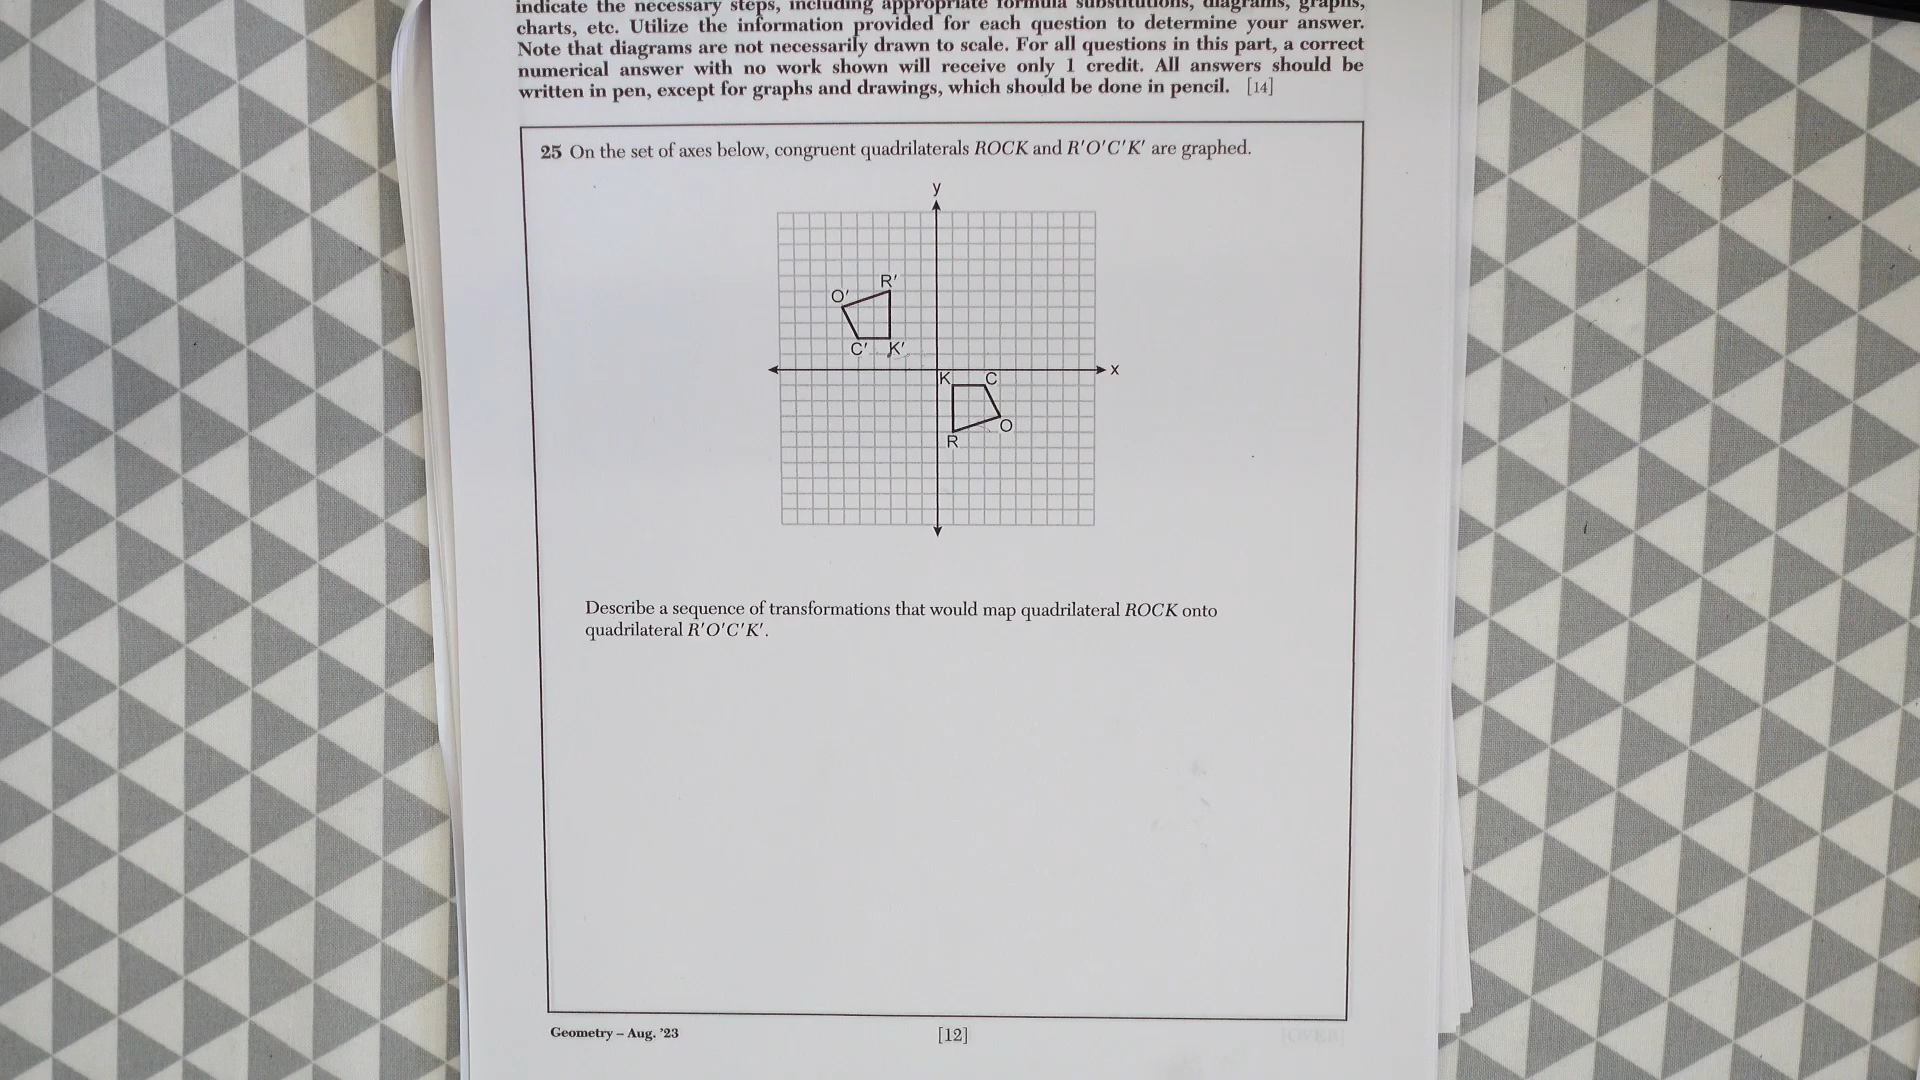 indicate the necessary steps, including appropriate formula substitutions, diagrams, graphs,
charts, etc. Utilize the information provided for each question to determine your answer.
Note that diagrams are not necessarily drawn to scale. For all questions in this part, a correct
numerical answer with no work shown will receive only 1 credit. All answers should be
written in pen, except for graphs and drawings, which should be done in pencil. [14]
25 On the set of axes below, congruent quadrilaterals ROCK and R'O'C'K' are graphed.
y
R'
O'
C' K'
x
K C
O
R
Describe a sequence of transformations that would map quadrilateral ROCK onto
quadrilateral R'O'C'K'.
Geometry – Aug. '23
[12]
[OVER]